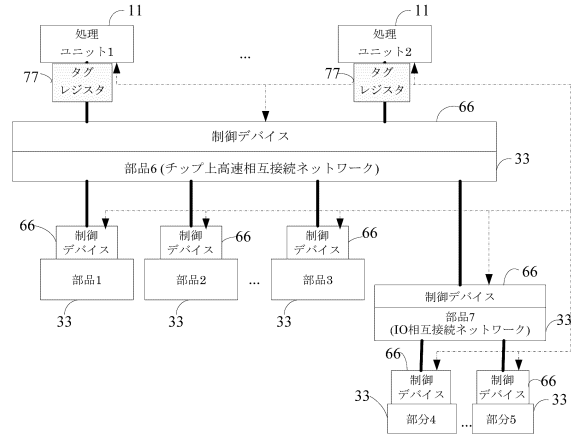 11
11
処理
ユニット1
処理
ユニット2
...
77
タグ
レジスタ
77
タグ
レジスタ
66
制御デバイス
部品6 (チップ上高速相互接続ネットワーク)
33
66
制御
デバイス
66
制御
デバイス
66
制御
デバイス
66
部品1
部品2
...
部品3
33
33
33
66
制御デバイス
部品7
(IO相互接続ネットワーク)
33
66
制御
デバイス
制御
デバイス
66
33
部分4
...
部分5
33